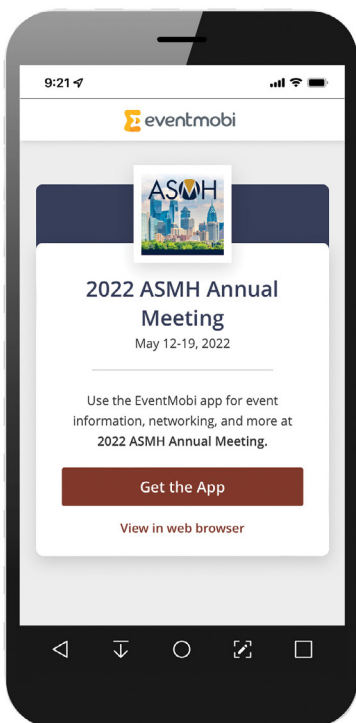 9:21
eventmobi
ASMH
2022 ASMH Annual
Meeting
May 12-19, 2022
Use the EventMobi app for event
information, networking, and more at
2022 ASMH Annual Meeting.
Get the App
View in web browser